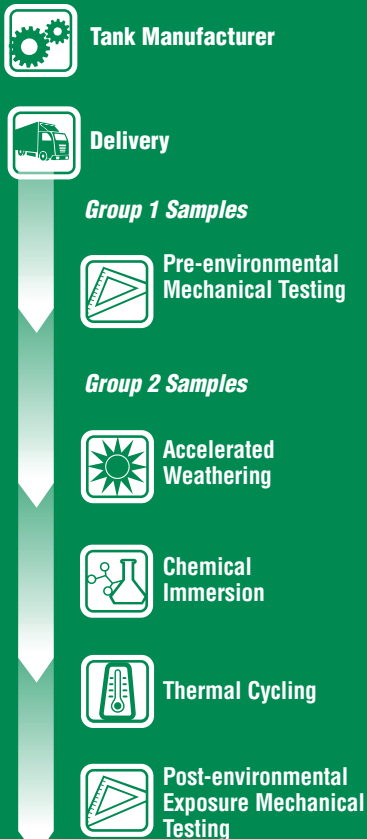 Tank Manufacturer
Delivery
Group 1 Samples
Pre-environmental
Mechanical Testing
Group 2 Samples
Accelerated
Weathering
Chemical
Immersion
Thermal Cycling
Post-environmental
Exposure Mechanical
Testing